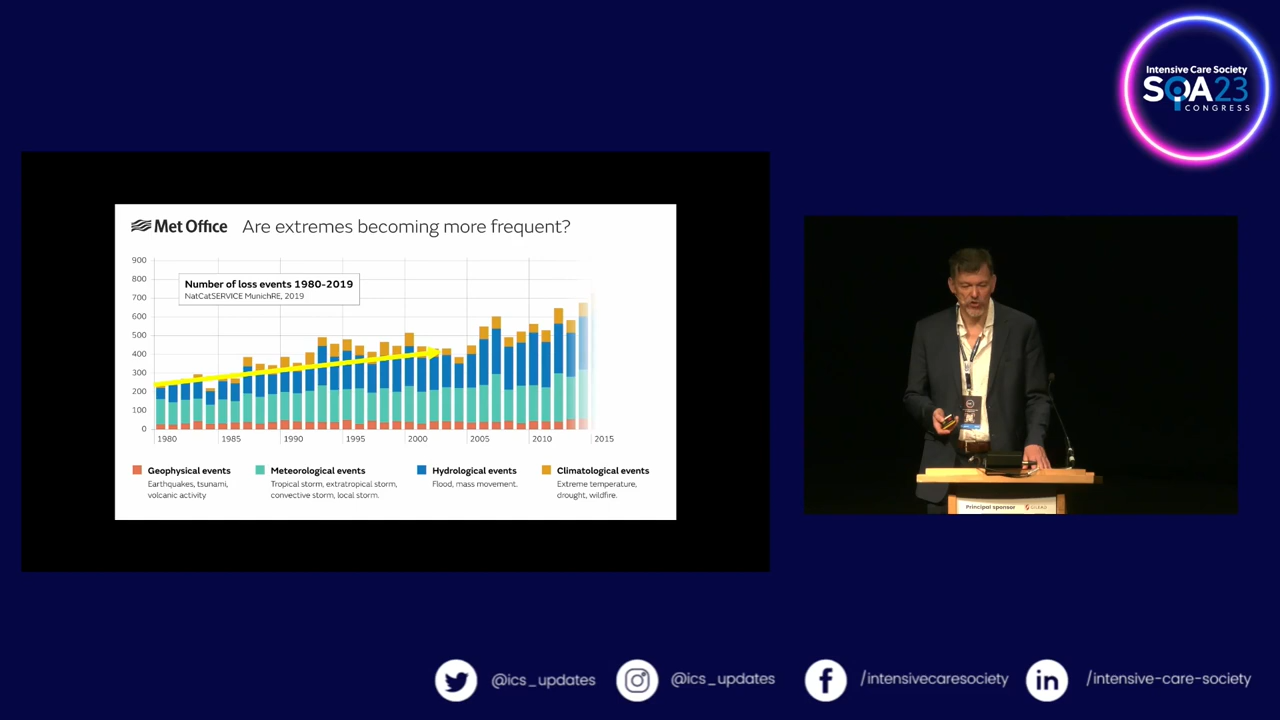 Intensive Care Society
SOA23
CONGRESS
Met Office Are extremes becoming more frequent?
900
800
700
600
500
400
300
200
100
0
Number of loss events 1980-2019
NatCatSERVICE MunichRE, 2019
1980 1985 1990 1995 2000 2005 2010 2015
Geophysical events
Earthquakes, tsunami,
volcanic activity
Meteorological events
Tropical storm, extratropical storm,
convective storm, local storm.
Hydrological events
Flood, mass movement.
Climatological events
Extreme temperature,
drought, wildfire.
Principal sponsor GILEAD
@ics_updates
@ics_updates
/intensivecaresociety
/intensive-care-society